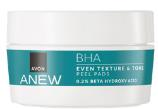 AVON
ANEW
BHA
EVEN TEXTURE & TONE
PEEL PADS
0.2% BETA HYDROXY ACID